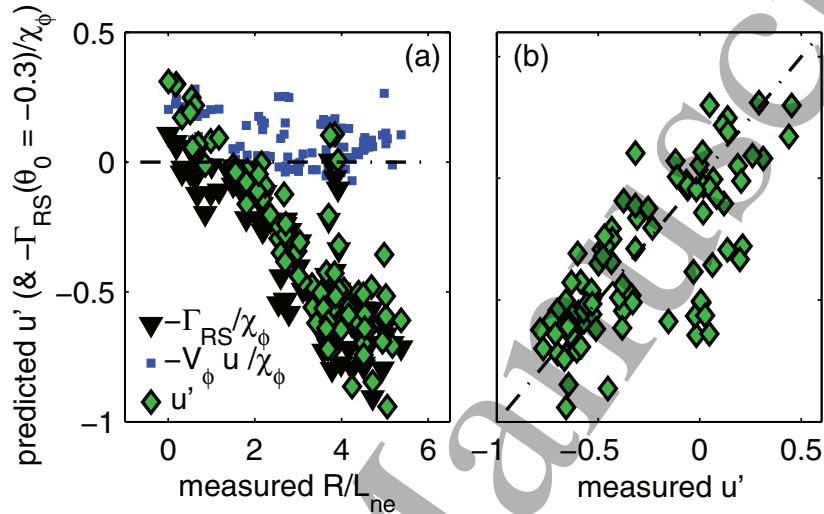 predicted u' (& -Γ_RS(θ_0 = -0.3)/χ_ϕ)
0.5
0
-0.5
-1
(a)
-Γ_RS/χ_ϕ
-V_ϕ u /χ_ϕ
u'
0 2 4 6
measured R/L_ne
(b)
-1 -0.5 0 0.5
measured u'